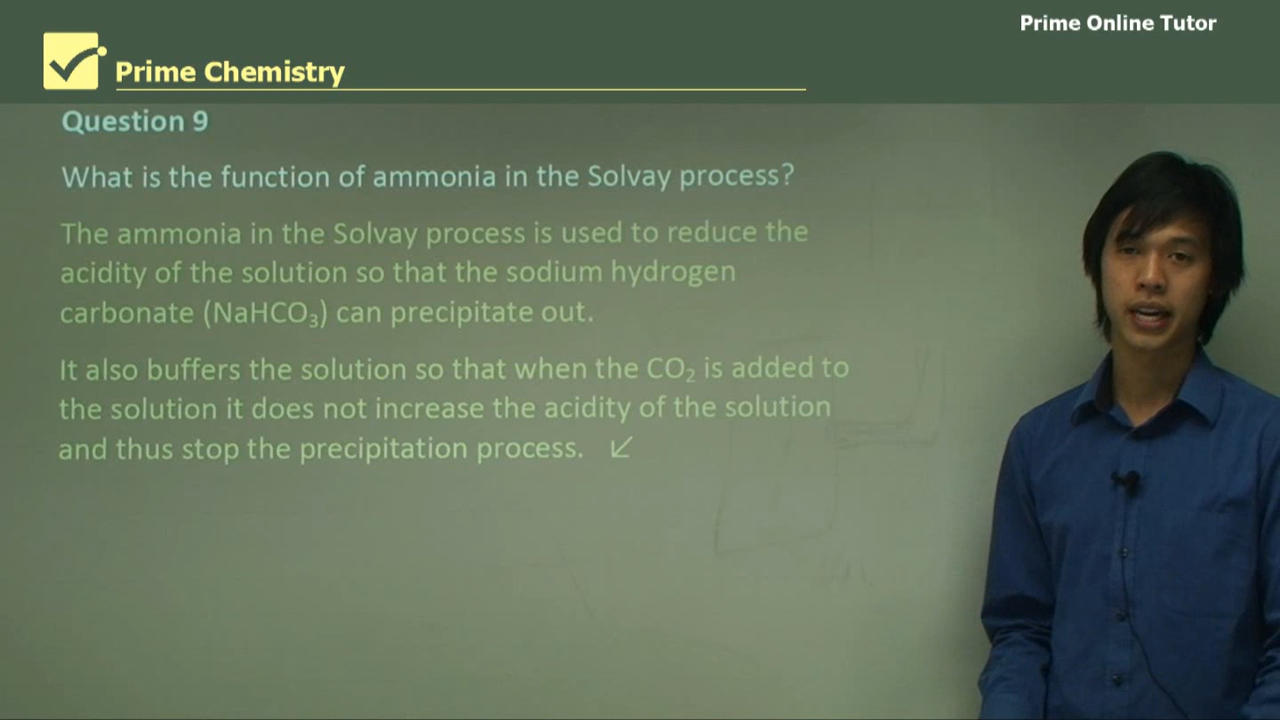 Prime Online Tutor
Prime Chemistry
Question 9
What is the function of ammonia in the Solvay process?
The ammonia in the Solvay process is used to reduce the
acidity of the solution so that the sodium hydrogen
carbonate (NaHCO₃) can precipitate out.
It also buffers the solution so that when the CO₂ is added to
the solution it does not increase the acidity of the solution
and thus stop the precipitation process.